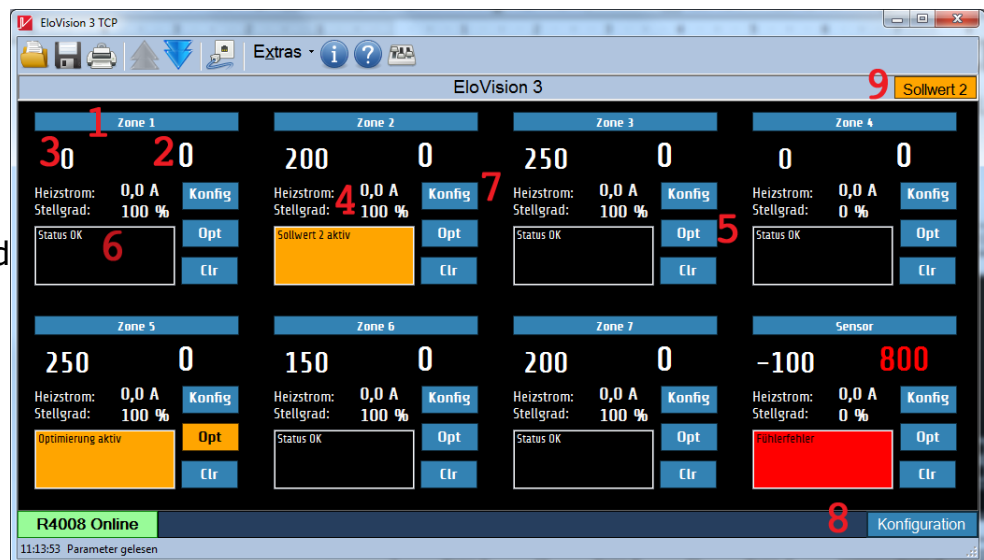 EloVision 3 TCP
Extras
EloVision 3
9 Sollwert 2
1 Zone 1
Zone 2
Zone 3
Zone 4
3 0 2 0
200 0
250 0
0 0
Heizstrom: 0,0 A Konfig
Stellgrad: 100 %
Heizstrom: 0,0 A Konfig 7
Stellgrad: 4 100 %
Heizstrom: 0,0 A Konfig
Stellgrad: 100 %
Heizstrom: 0,0 A Konfig
Stellgrad: 0 %
Status OK 6 Opt
Clr
Sollwert 2 aktiv Opt
Clr
Status OK Opt 5
Clr
Status OK Opt
Clr
d
Zone 5
Zone 6
Zone 7
Sensor
250 0
150 0
200 0
-100 800
Heizstrom: 0,0 A Konfig
Stellgrad: 100 %
Heizstrom: 0,0 A Konfig
Stellgrad: 100 %
Heizstrom: 0,0 A Konfig
Stellgrad: 100 %
Heizstrom: 0,0 A Konfig
Stellgrad: 0 %
Optimierung aktiv Opt
Clr
Status OK Opt
Clr
Status OK Opt
Clr
Fühlerfehler Opt
Clr
R4008 Online
8 Konfiguration
11:13:53 Parameter gelesen